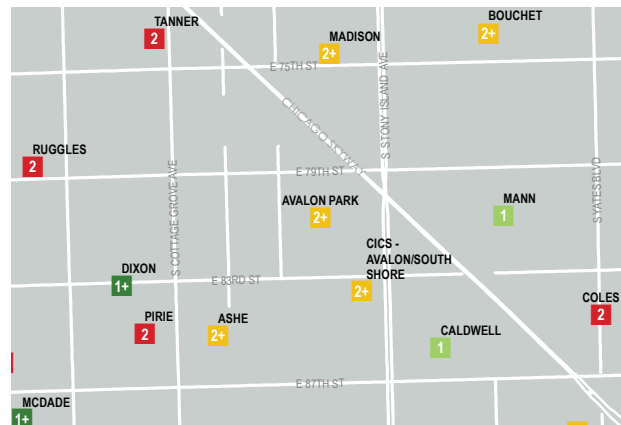 TANNER
2
MADISON
2+
BOUCHET
2+
E 75TH ST
S STONY ISLAND AVE
CHICAGO SKYWAY
RUGGLES
2
S COTTAGE GROVE AVE
E 79TH ST
S YATES BLVD
AVALON PARK
2+
MANN
1
CICS -
AVALON/SOUTH
SHORE
2+
DIXON
1+
E 83RD ST
COLES
2
PIRIE
2
ASHE
2+
CALDWELL
1
E 87TH ST
MCDADE
1+